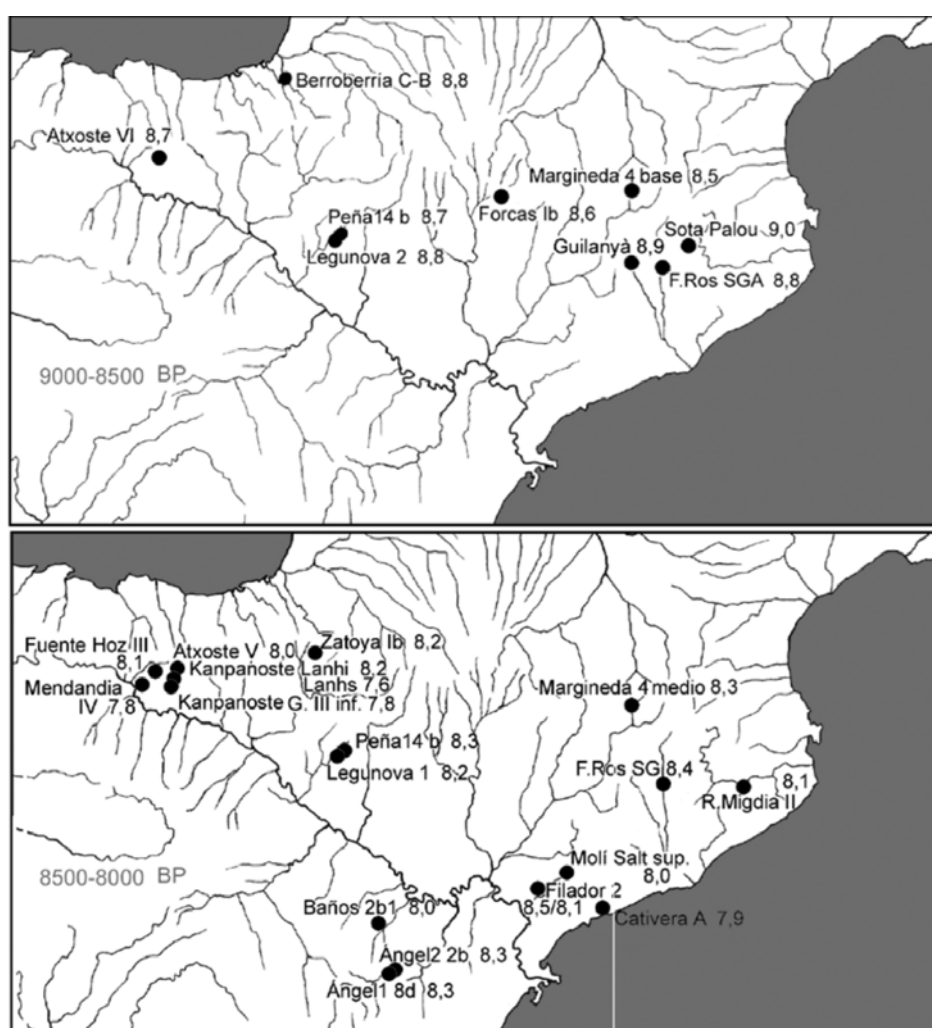 Berroberría C-B 8,8
Atxoste VI 8,7
Margineda 4 base 8,5
Forcas Ib 8,6
Peña14 b 8,7
Legunova 2 8,8
Sota Palou 9,0
Guilanyà 8,9
F.Ros SGA 8,8
9000-8500 BP
Fuente Hoz III
8,1
Atxoste V 8,0
Zatoya Ib 8,2
Kanpanoste Lanhi 8,2
Lanhs 7,6
Mendandia
IV 7,8
Kanpanoste G. III inf. 7,8
Margineda 4 medio 8,3
Peña14 b 8,3
Legunova 1 8,2
F.Ros SG 8,4
8,1
R.Migdia II
8500-8000 BP
Molí Salt sup.
8,0
Filador 2
8,5/8,1
Cativera A 7,9
Baños 2b1 8,0
Ángel2 2b 8,3
Ángel1 8d 8,3